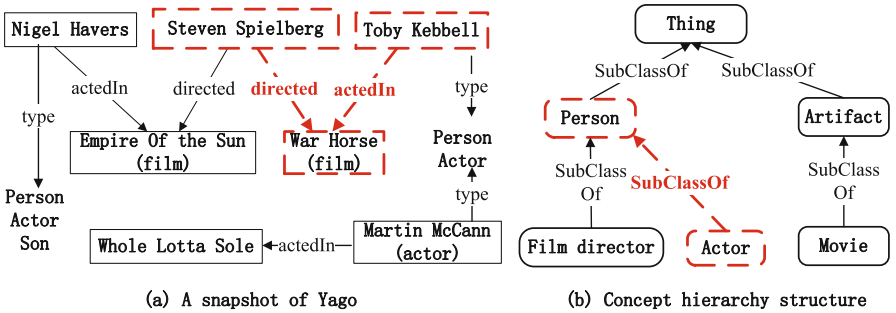 Nigel Havers
Steven Spielberg
Toby Kebbell
type
actedIn
directed
directed
actedIn
type
Empire Of the Sun
(film)
War Horse
(film)
Person
Actor
Person
Actor
Son
type
Whole Lotta Sole
actedIn
Martin McCann
(actor)
(a) A snapshot of Yago
Thing
SubClassOf
SubClassOf
Person
Artifact
SubClass
Of
SubClassOf
SubClass
Of
Film director
Actor
Movie
(b) Concept hierarchy structure